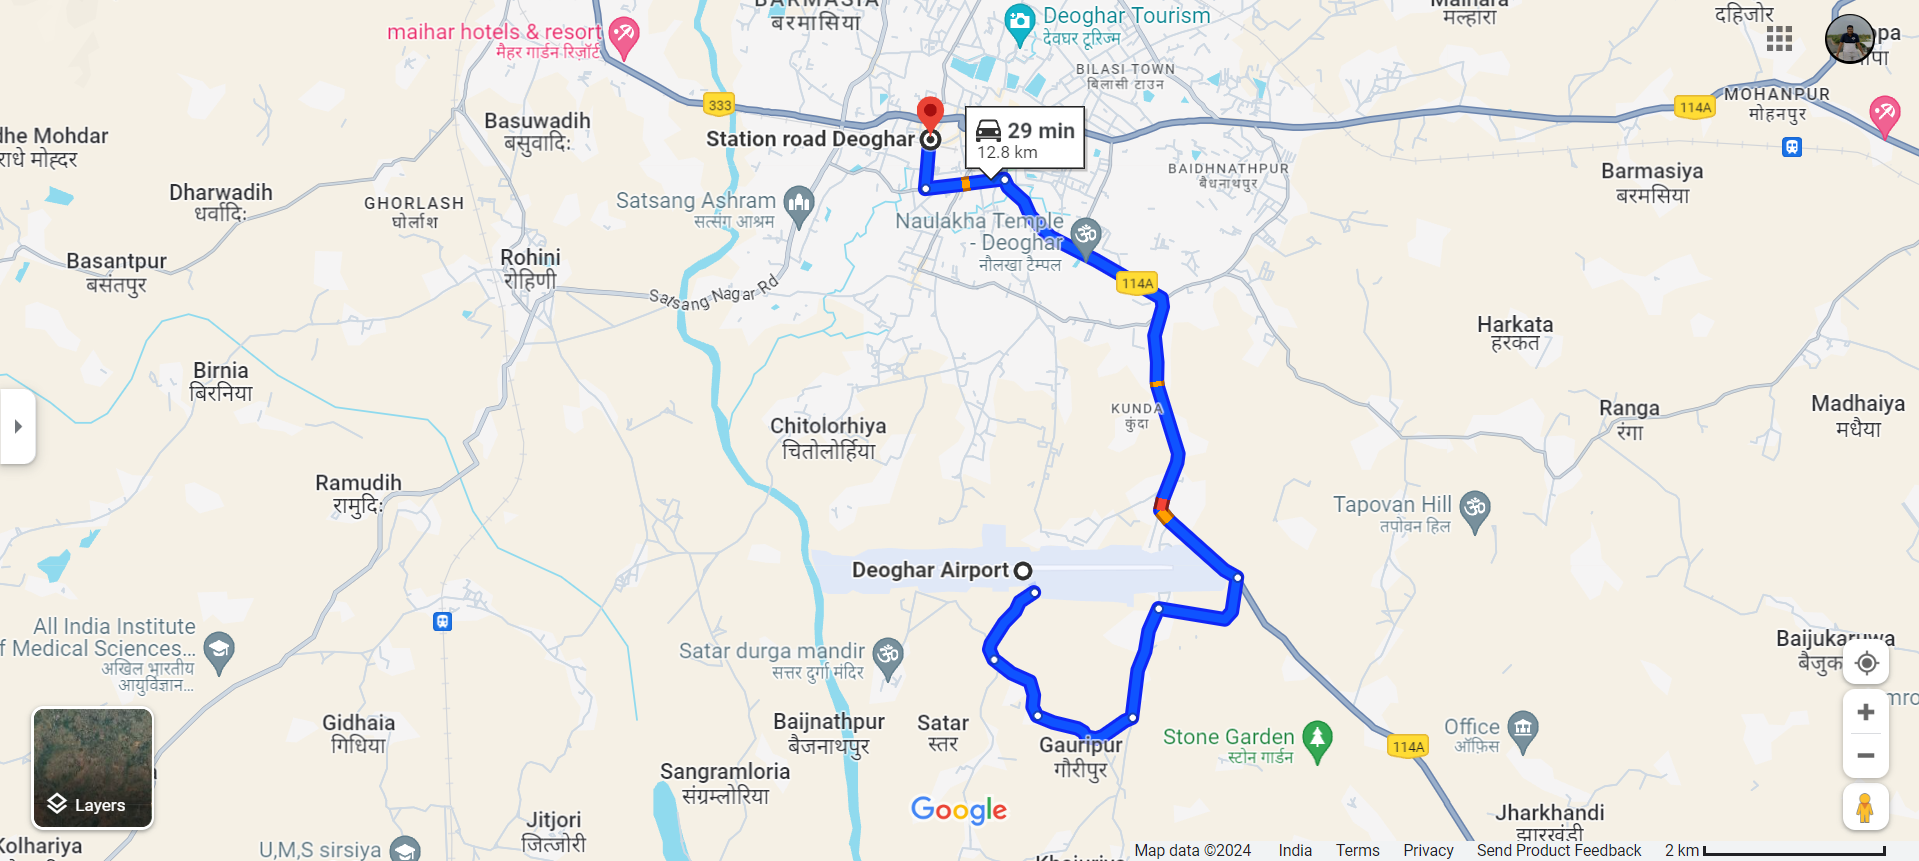 BARMASIA
बरमासिया
maihar hotels & resort
मैहर गार्डन रिज़ॉर्ट
Deoghar Tourism
देवघर टूरिज्म
मल्हारा
दहिजोर
BILASI TOWN
बिलासी टाउन
333
114A
MOHANPUR
मोहनपुर
Basuwadih
बसुवादिः
dhe Mohdar
राधे मोह्दर
Station road Deoghar
29 min
12.8 km
BAIDHNATHPUR
बैधनाथपुर
Barmasiya
बरमसिया
Dharwadih
धर्वादिः
GHORLASH
घोर्लाश
Satsang Ashram
सत्संग आश्रम
Naulakha Temple
- Deoghar
नौलखा टैम्पल
Basantpur
बसंतपुर
Rohini
रोहिणी
Satsang Nagar Rd
114A
Harkata
हरकत
Birnia
बिरनिया
KUNDA
कुंदा
Ranga
रंगा
Madhaiya
मधैया
Chitolorhiya
चितोलोर्हिया
Ramudih
रामुदिः
Tapovan Hill
तपोवन हिल
Deoghar Airport
All India Institute
f Medical Sciences...
अखिल भारतीय
आयुर्विज्ञान...
Satar durga mandir
सत्तर दुर्गा मंदिर
Baijukaruwa
बैजुक
mro
Gidhaia
गिधिया
Baijnathpur
बैजनाथपुर
Satar
स्तर
Gauripur
गौरीपुर
Stone Garden
स्टोन गार्डन
114A
Office
ऑफ़िस
Sangramloria
संग्रम्लोरिया
Layers
Google
Jitjori
जित्जोरी
Jharkhandi
झारखंडी
Kolhariya
U,M,S sirsiya
Map data ©2024 India Terms Privacy Send Product Feedback 2 km